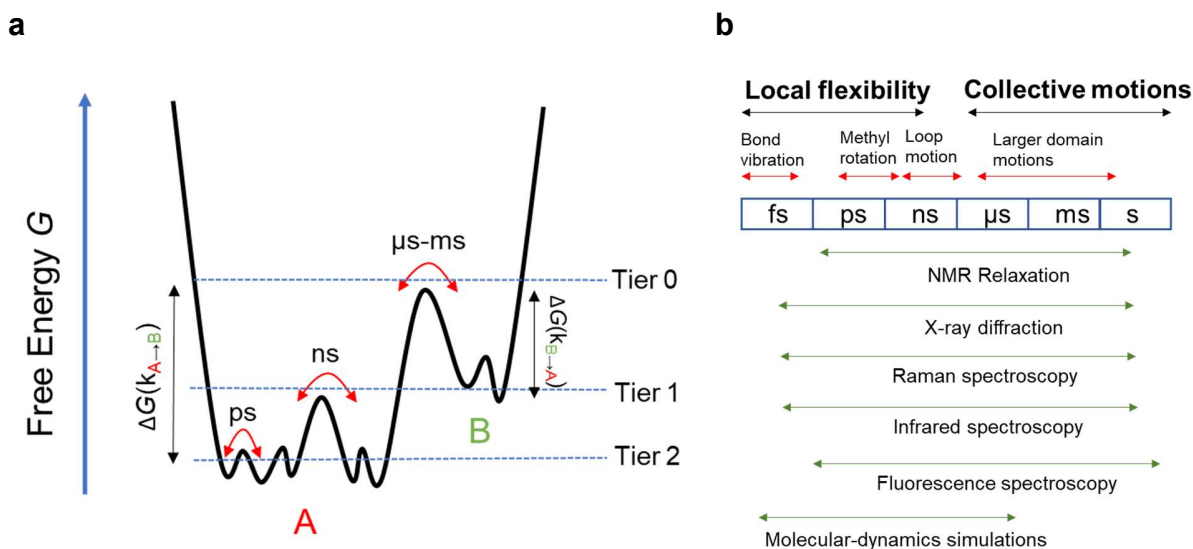 a
Free Energy G
ΔG(kA→B)
ps
ns
µs-ms
ΔG(kB→A)
A
B
Tier 0
Tier 1
Tier 2
b
Local flexibility
Collective motions
Bond
vibration
Methyl
rotation
Loop
motion
Larger domain
motions
fs
ps
ns
µs
ms
s
NMR Relaxation
X-ray diffraction
Raman spectroscopy
Infrared spectroscopy
Fluorescence spectroscopy
Molecular-dynamics simulations